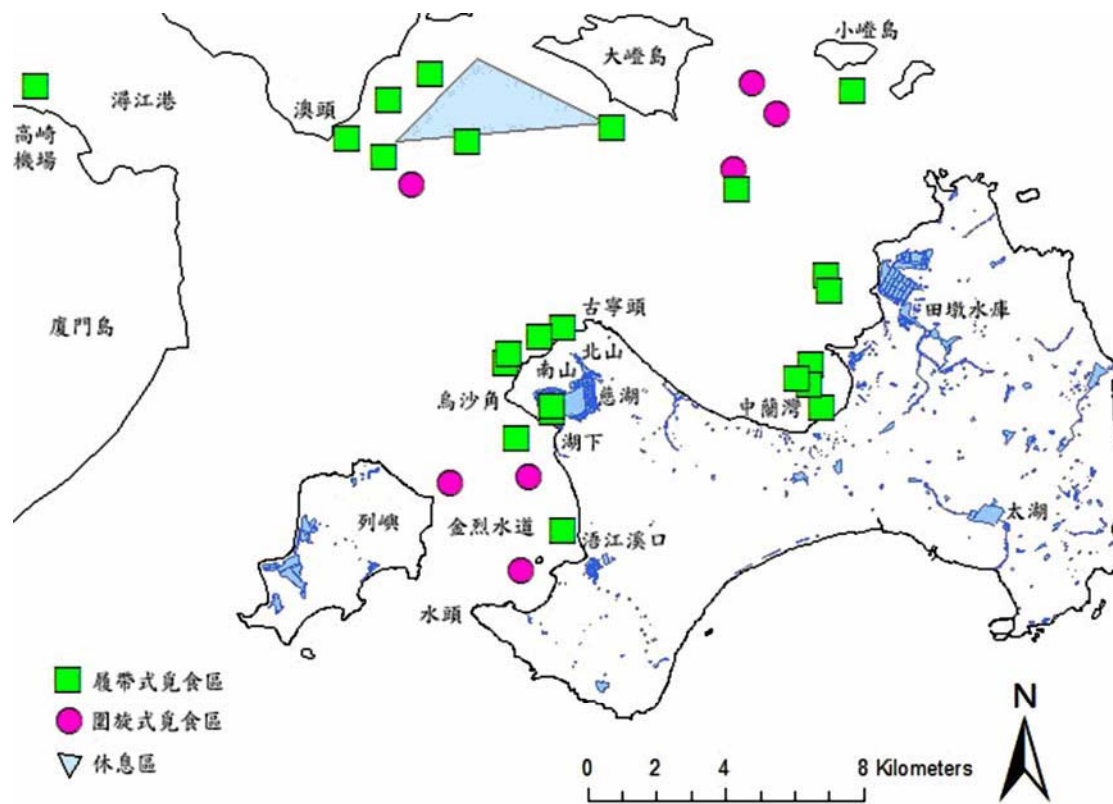 小嶝島
大嶝島
潯江港
澳頭
高崎
機場
廈門島
古寧頭
田墩水庫
北山
南山
慈湖
烏沙角
中蘭灣
湖下
列嶼
金烈水道
太湖
浯江溪口
水頭
履帶式覓食區
圍旋式覓食區
休息區
N
0 2 4 8 Kilometers